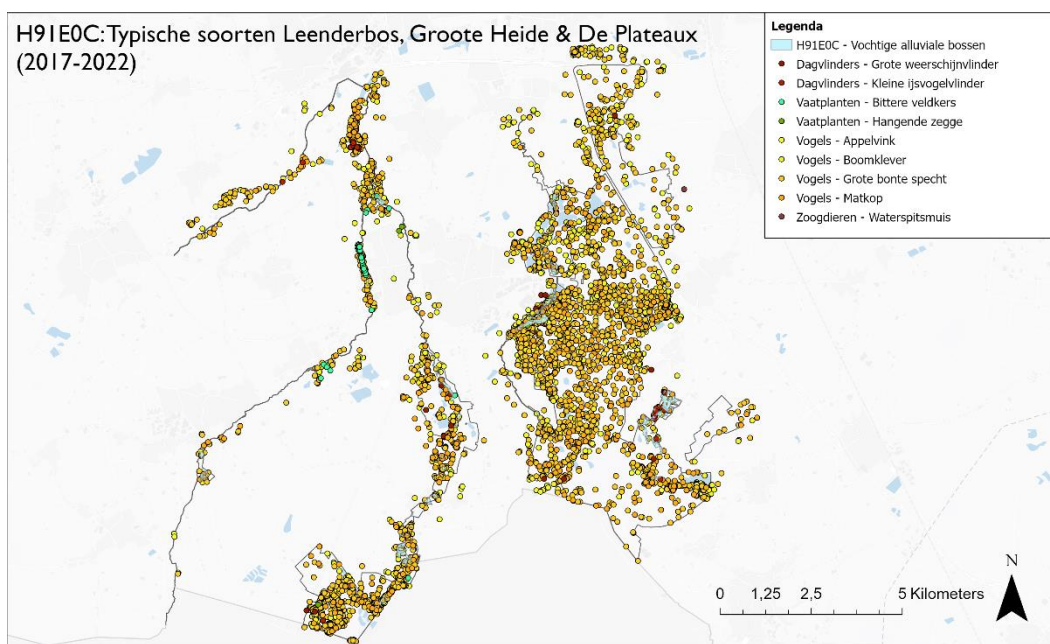 H91E0C: Typische soorten Leenderbos, Groote Heide & De Plateaux
(2017-2022)
Legenda
H91E0C - Vochtige alluviale bossen
Dagvlinders - Grote weerschijnvlinder
Dagvlinders - Kleine ijsvogelvlinder
Vaatplanten - Bittere veldkers
Vaatplanten - Hangende zegge
Vogels - Appelvink
Vogels - Boomklever
Vogels - Grote bonte specht
Vogels - Matkop
Zoogdieren - Waterspitsmuis
N
0 1,25 2,5 5 Kilometers